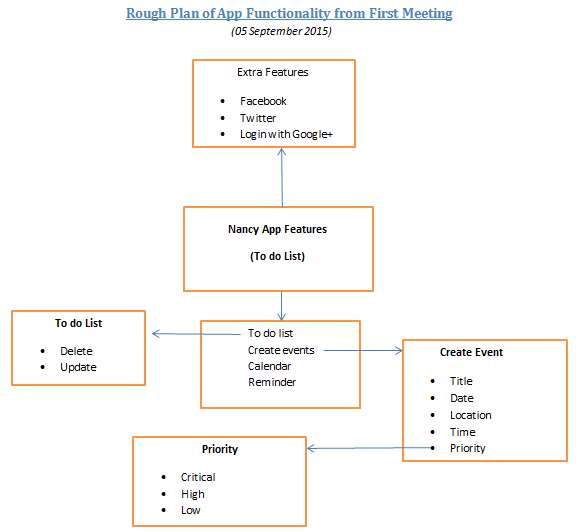 Rough Plan of App Functionality from First Meeting
(05 September 2015)
Extra Features
• Facebook
• Twitter
• Login with Google+
Nancy App Features
(To do List)
To do List
• Delete
• Update
To do list
Create events
Calendar
Reminder
Create Event
• Title
• Date
• Location
• Time
• Priority
Priority
• Critical
• High
• Low